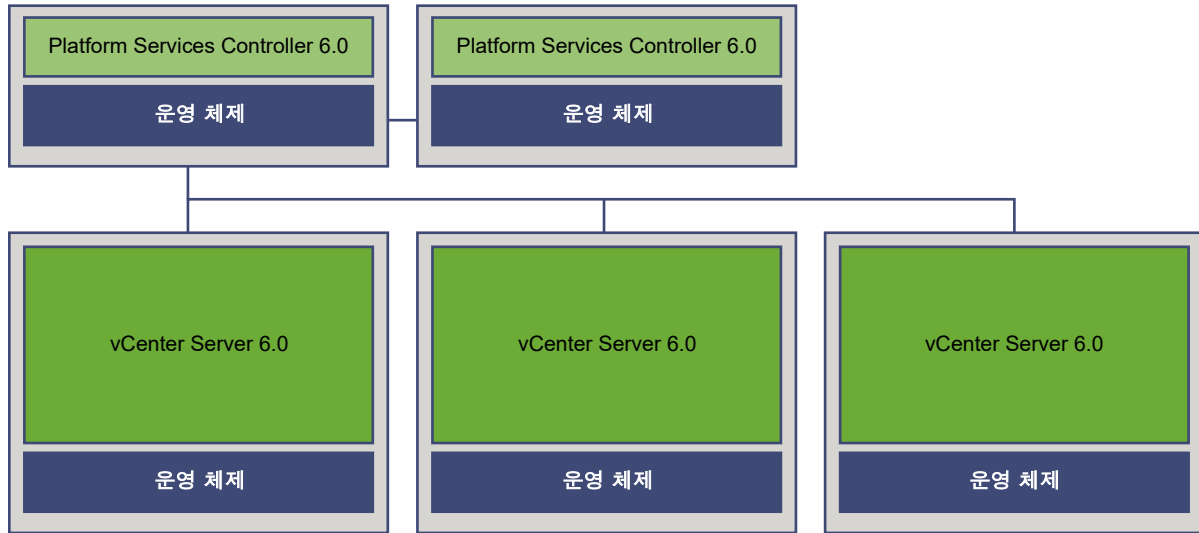 Platform Services Controller 6.0
운영 체제
Platform Services Controller 6.0
운영 체제
vCenter Server 6.0
운영 체제
vCenter Server 6.0
운영 체제
vCenter Server 6.0
운영 체제